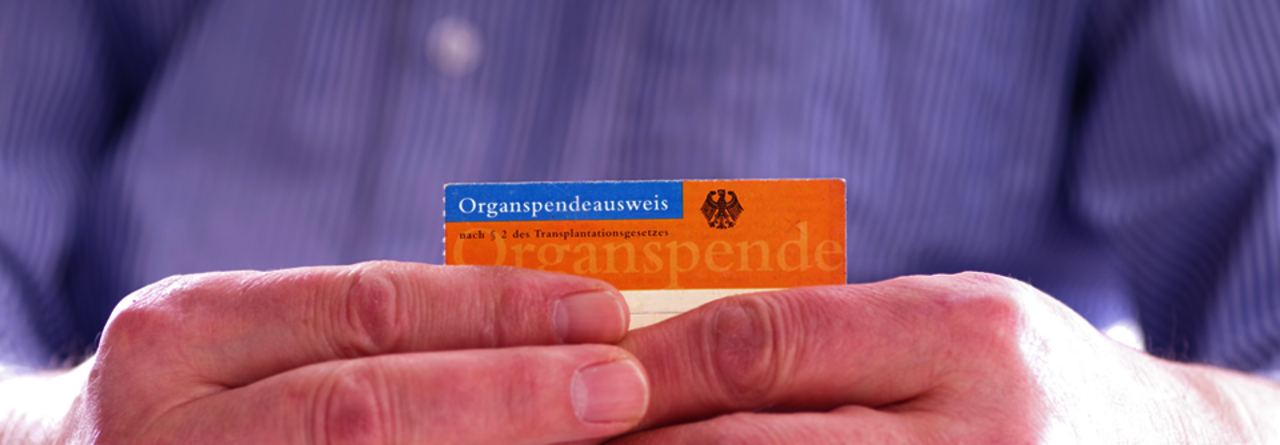 Organspendeausweis
nach § 2 des Transplantationsgesetzes
Organspende